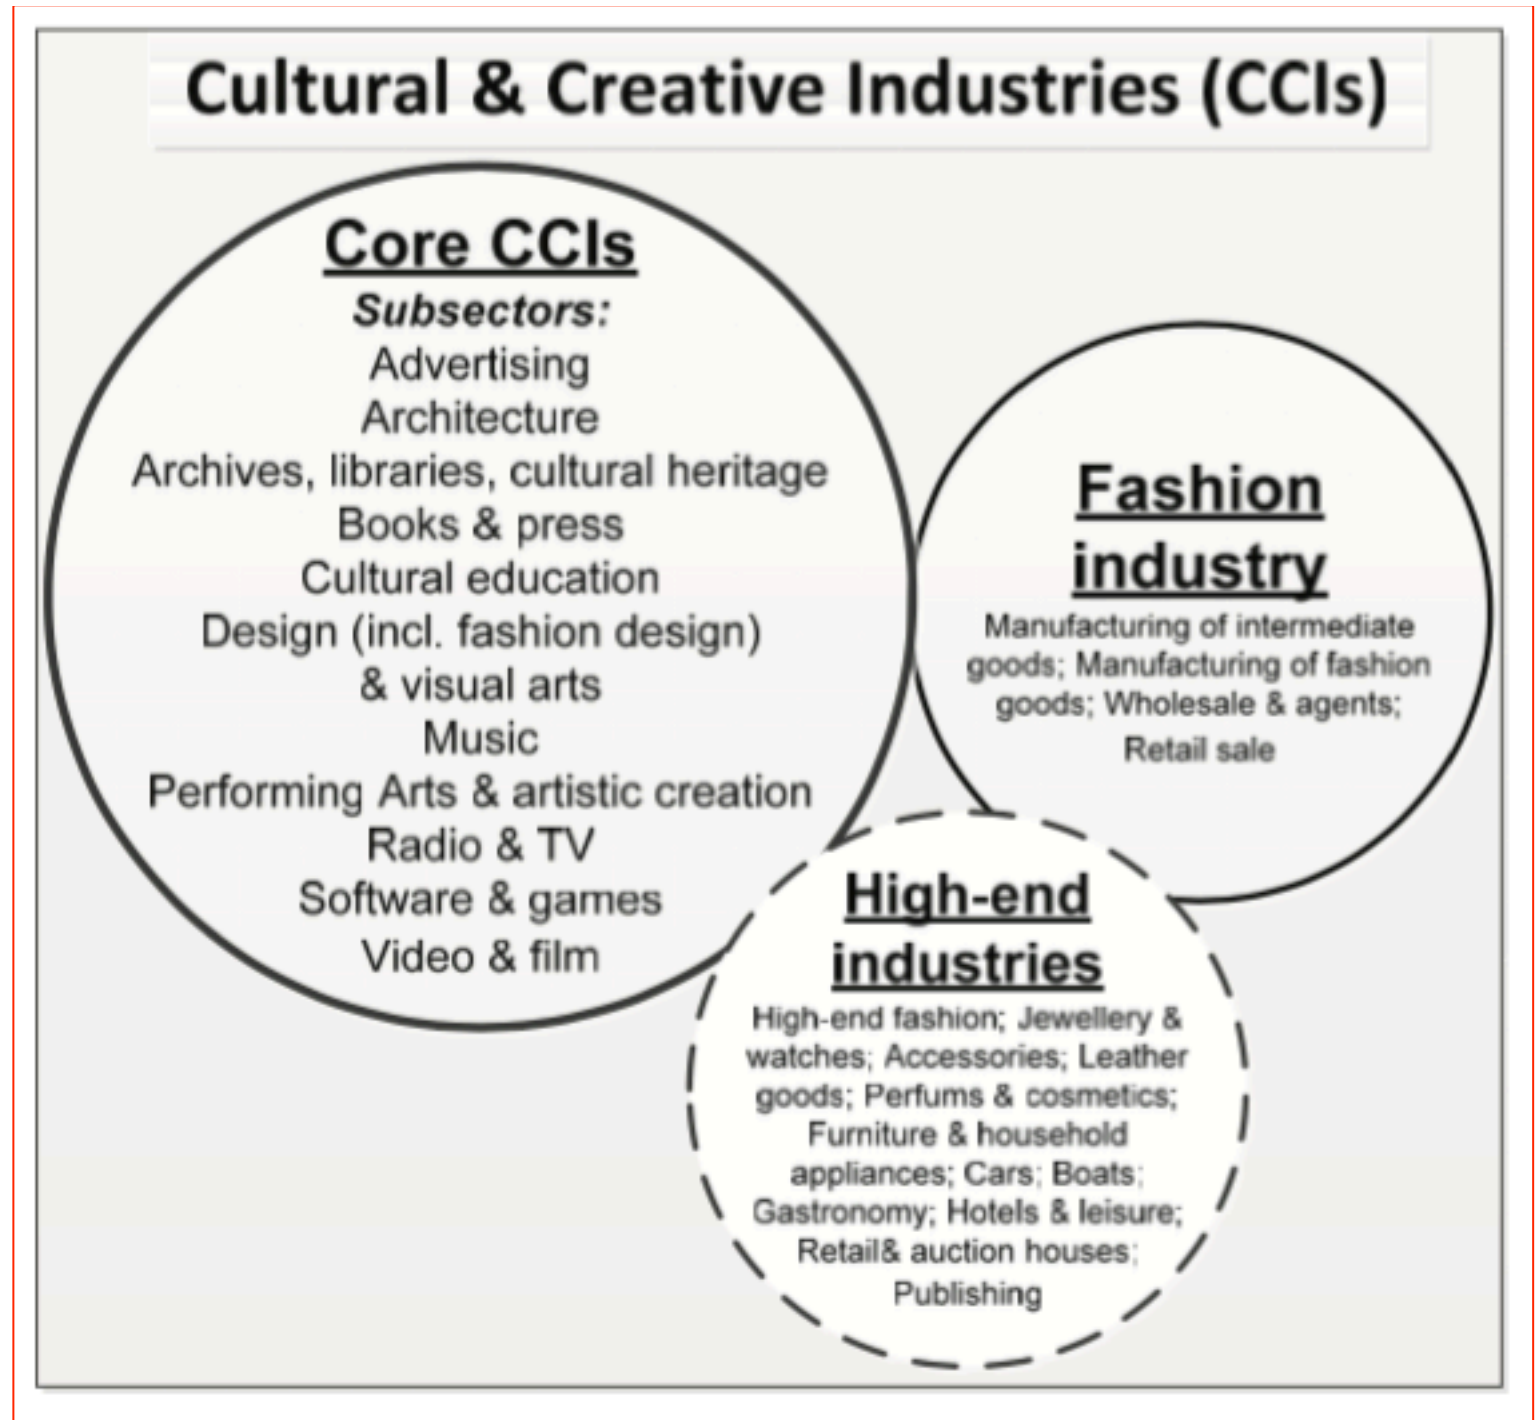 Cultural & Creative Industries (CCIs)
Core CCIs
Subsectors:
Advertising
Architecture
Archives, libraries, cultural heritage
Books & press
Cultural education
Design (incl. fashion design)
& visual arts
Music
Performing Arts & artistic creation
Radio & TV
Software & games
Video & film
Fashion
industry
Manufacturing of intermediate
goods; Manufacturing of fashion
goods; Wholesale & agents;
Retail sale
High-end
industries
High-end fashion; Jewellery &
watches; Accessories; Leather
goods; Perfums & cosmetics;
Furniture & household
appliances; Cars; Boats;
Gastronomy; Hotels & leisure;
Retail& auction houses;
Publishing